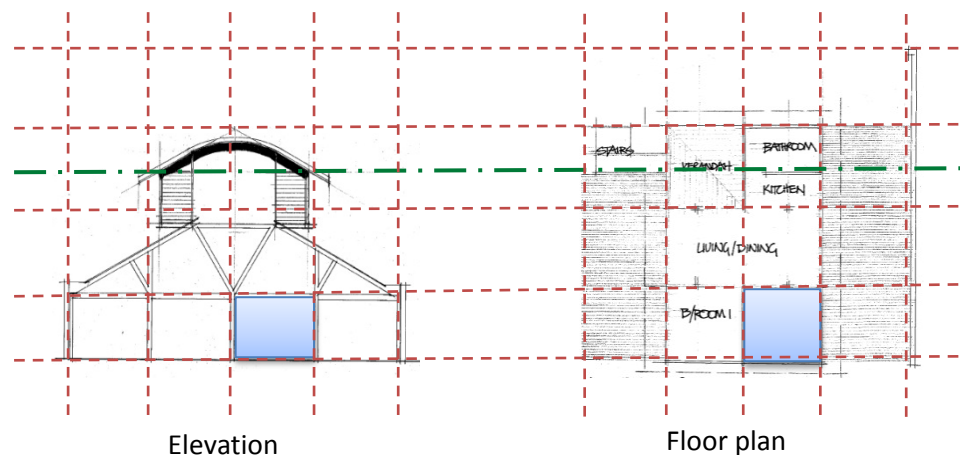 STAIRS
VERANDAH
BATHROOM
KITCHEN
LIVING/DINING
B/ROOM 1
Elevation
Floor plan